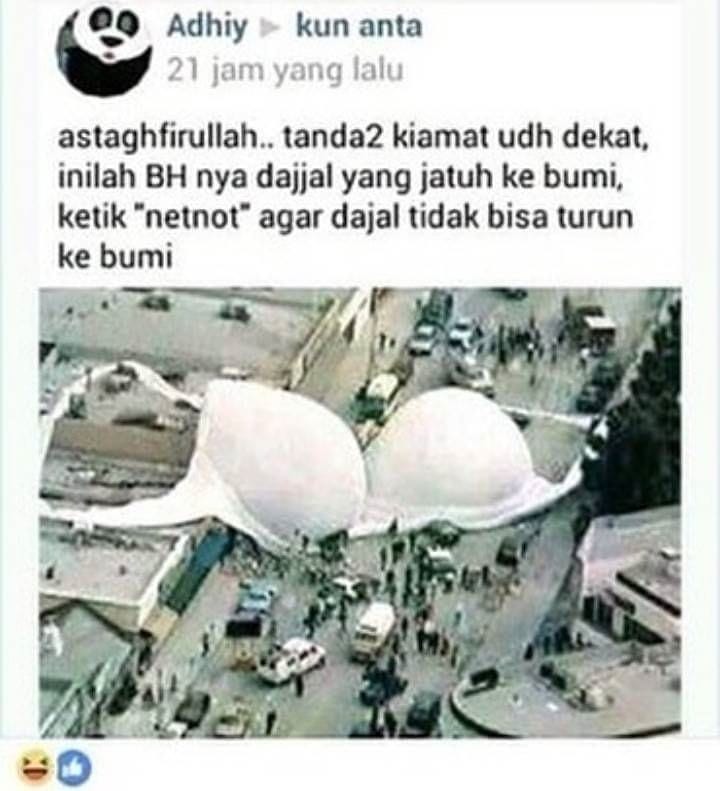 Adhiy ▶ kun anta
21 jam yang lalu
astaghfirullah.. tanda2 kiamat udh dekat,
inilah BH nya dajjal yang jatuh ke bumi,
ketik "netnot" agar dajal tidak bisa turun
ke bumi